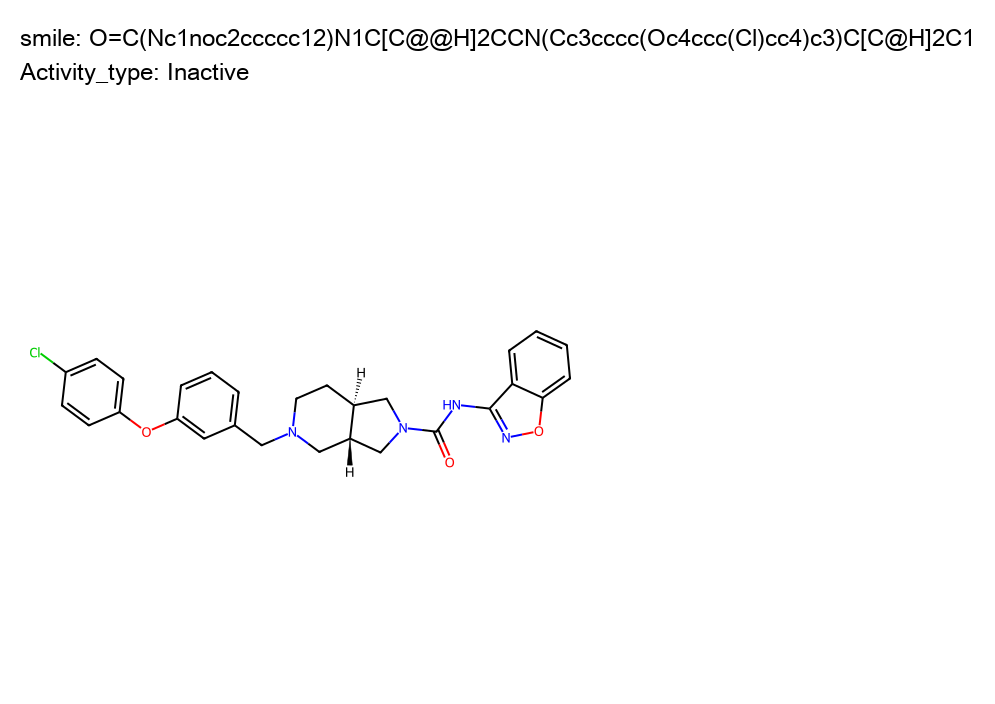 smile: O=C(Nc1noc2ccccc12)N1C[C@@H]2CCN(Cc3cccc(Oc4ccc(Cl)cc4)c3)C[C@H]2C1
Activity_type: Inactive
Cl
H
HN
N
N
O
O
N
O
H